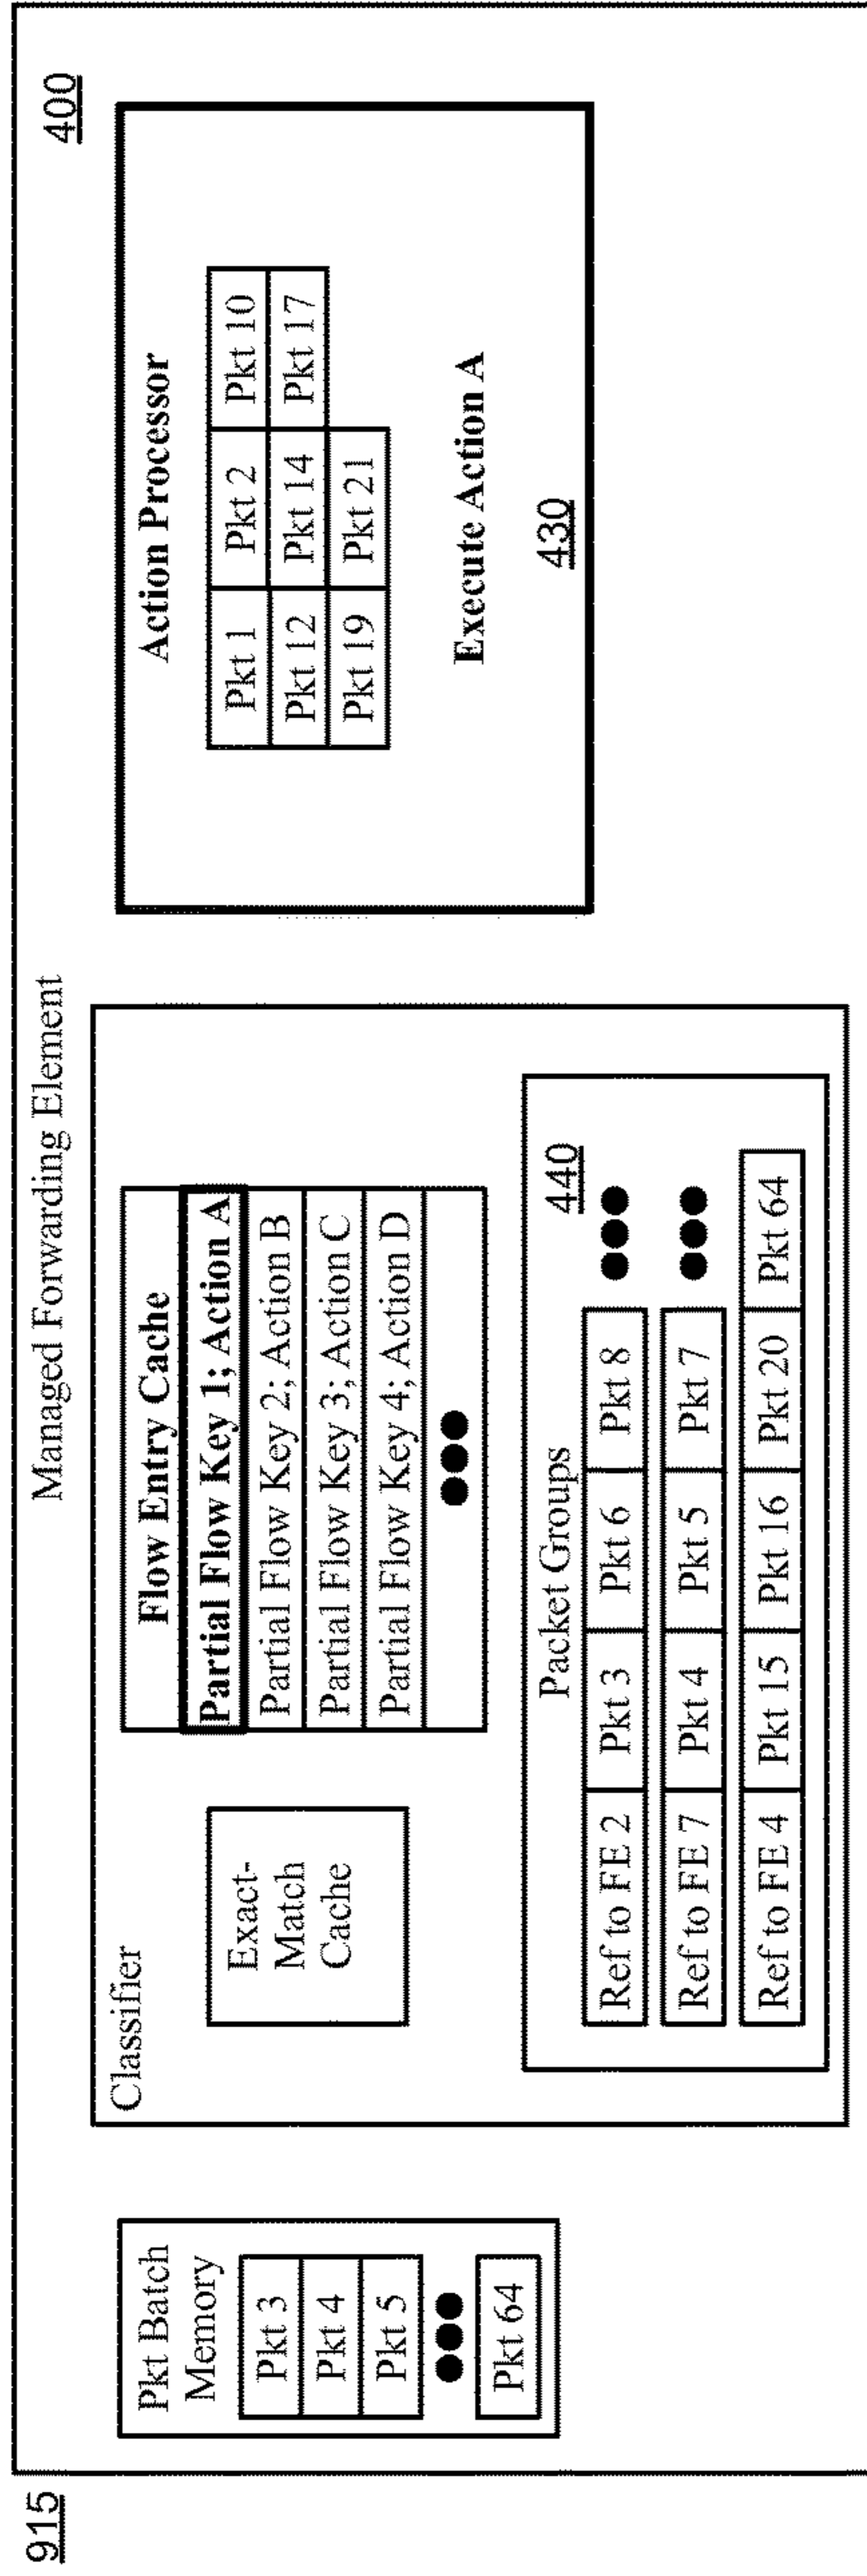 915
Managed Forwarding Element
400
Pkt Batch
Memory
Pkt 3
Pkt 4
Pkt 5
Pkt 64
Classifier
Exact-
Match
Cache
Flow Entry Cache
Partial Flow Key 1; Action A
Partial Flow Key 2; Action B
Partial Flow Key 3; Action C
Partial Flow Key 4; Action D
Packet Groups
440
Ref to FE 2 Pkt 3 Pkt 6 Pkt 8
Ref to FE 7 Pkt 4 Pkt 5 Pkt 7
Ref to FE 4 Pkt 15 Pkt 16 Pkt 20 Pkt 64
Action Processor
Pkt 1 Pkt 2 Pkt 10
Pkt 12 Pkt 14 Pkt 17
Pkt 19 Pkt 21
Execute Action A
430